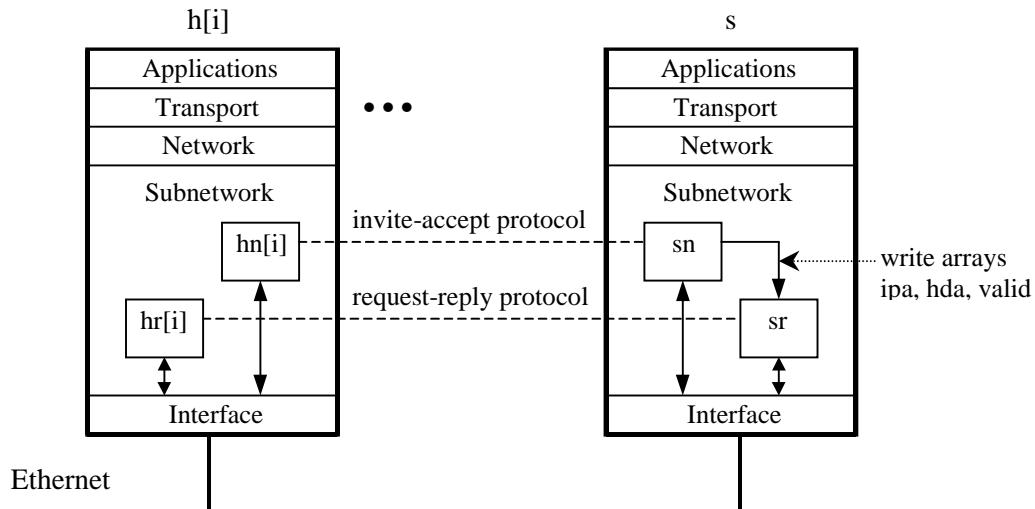 h[i]
s
Applications
Applications
Transport
Transport
Network
Network
Subnetwork
Subnetwork
invite-accept protocol
hn[i]
sn
write arrays
ipa, hda, valid
request-reply protocol
hr[i]
sr
Interface
Interface
Ethernet